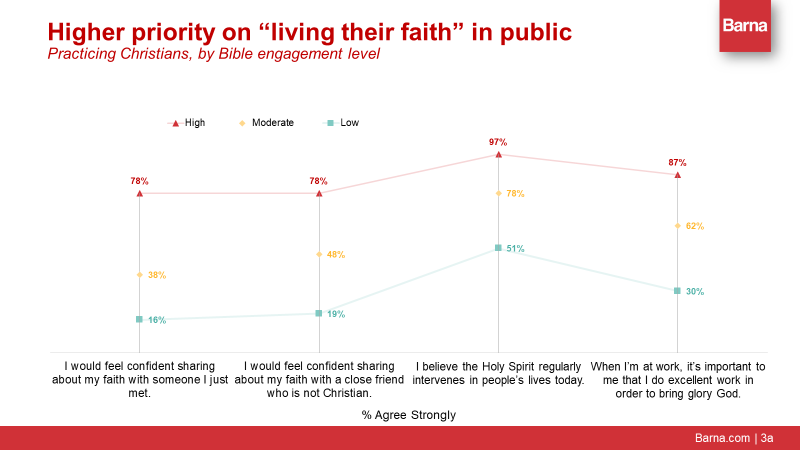 Higher priority on “living their faith” in public
Practicing Christians, by Bible engagement level
Barna
High
Moderate
Low
78%
78%
97%
87%
38%
48%
78%
62%
16%
19%
51%
30%
I would feel confident sharing
about my faith with someone I just
met.
I would feel confident sharing
about my faith with a close friend
who is not Christian.
I believe the Holy Spirit regularly
intervenes in people’s lives today.
When I’m at work, it’s important to
me that I do excellent work in
order to bring glory God.
% Agree Strongly
Barna.com | 3a